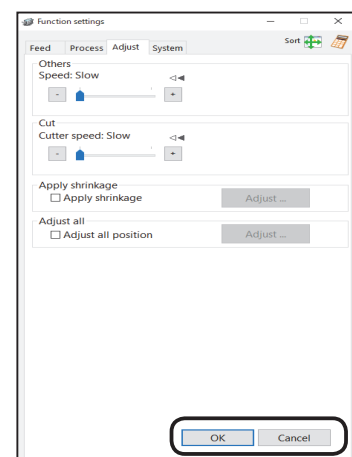 Function settings
Sort
Feed Process Adjust System
Others
Speed: Slow
- +
Cut
Cutter speed: Slow
- +
Apply shrinkage
Apply shrinkage Adjust ...
Adjust all
Adjust all position Adjust ...
OK Cancel